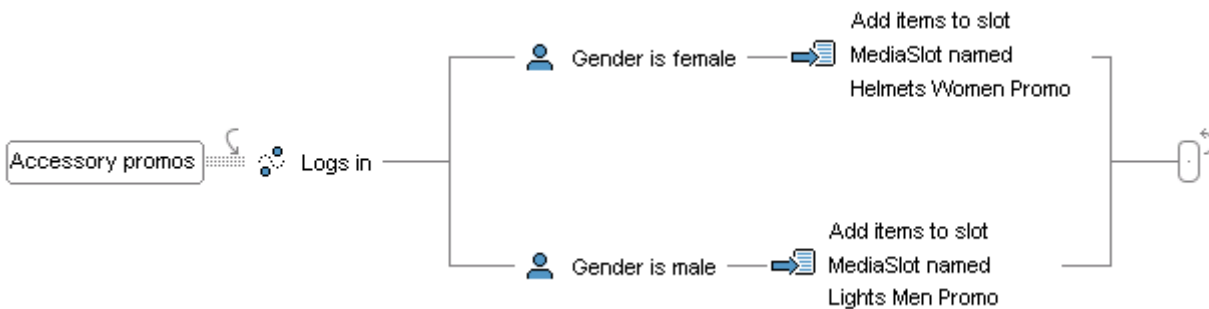 Accessory promos
Logs in
Gender is female
Add items to slot
MediaSlot named
Helmets Women Promo
Gender is male
Add items to slot
MediaSlot named
Lights Men Promo